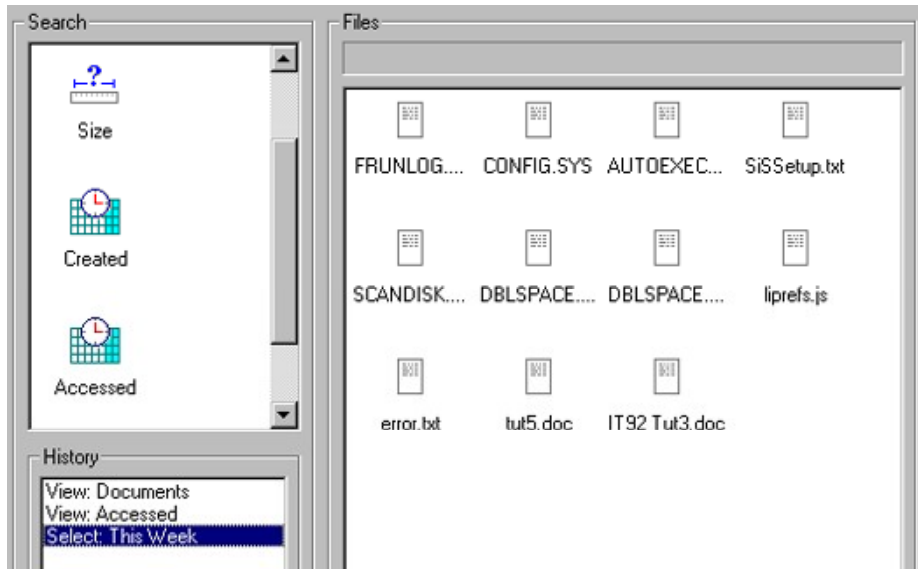 Search
?
Size
Created
Accessed
History
View: Documents
View: Accessed
Select: This Week
Files
FRUNLOG.... CONFIG.SYS AUTOEXEC... SiSSetup.txt
SCANDISK.... DBLSPACE.... DBLSPACE.... liprefs.js
error.txt tut5.doc IT92 Tut3.doc